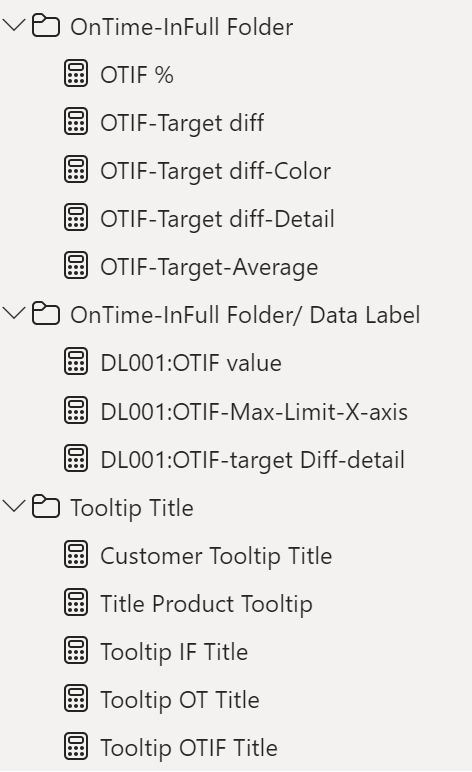 OnTime-InFull Folder
OTIF %
OTIF-Target diff
OTIF-Target diff-Color
OTIF-Target diff-Detail
OTIF-Target-Average
OnTime-InFull Folder/ Data Label
DL001:OTIF value
DL001:OTIF-Max-Limit-X-axis
DL001:OTIF-target Diff-detail
Tooltip Title
Customer Tooltip Title
Title Product Tooltip
Tooltip IF Title
Tooltip OT Title
Tooltip OTIF Title